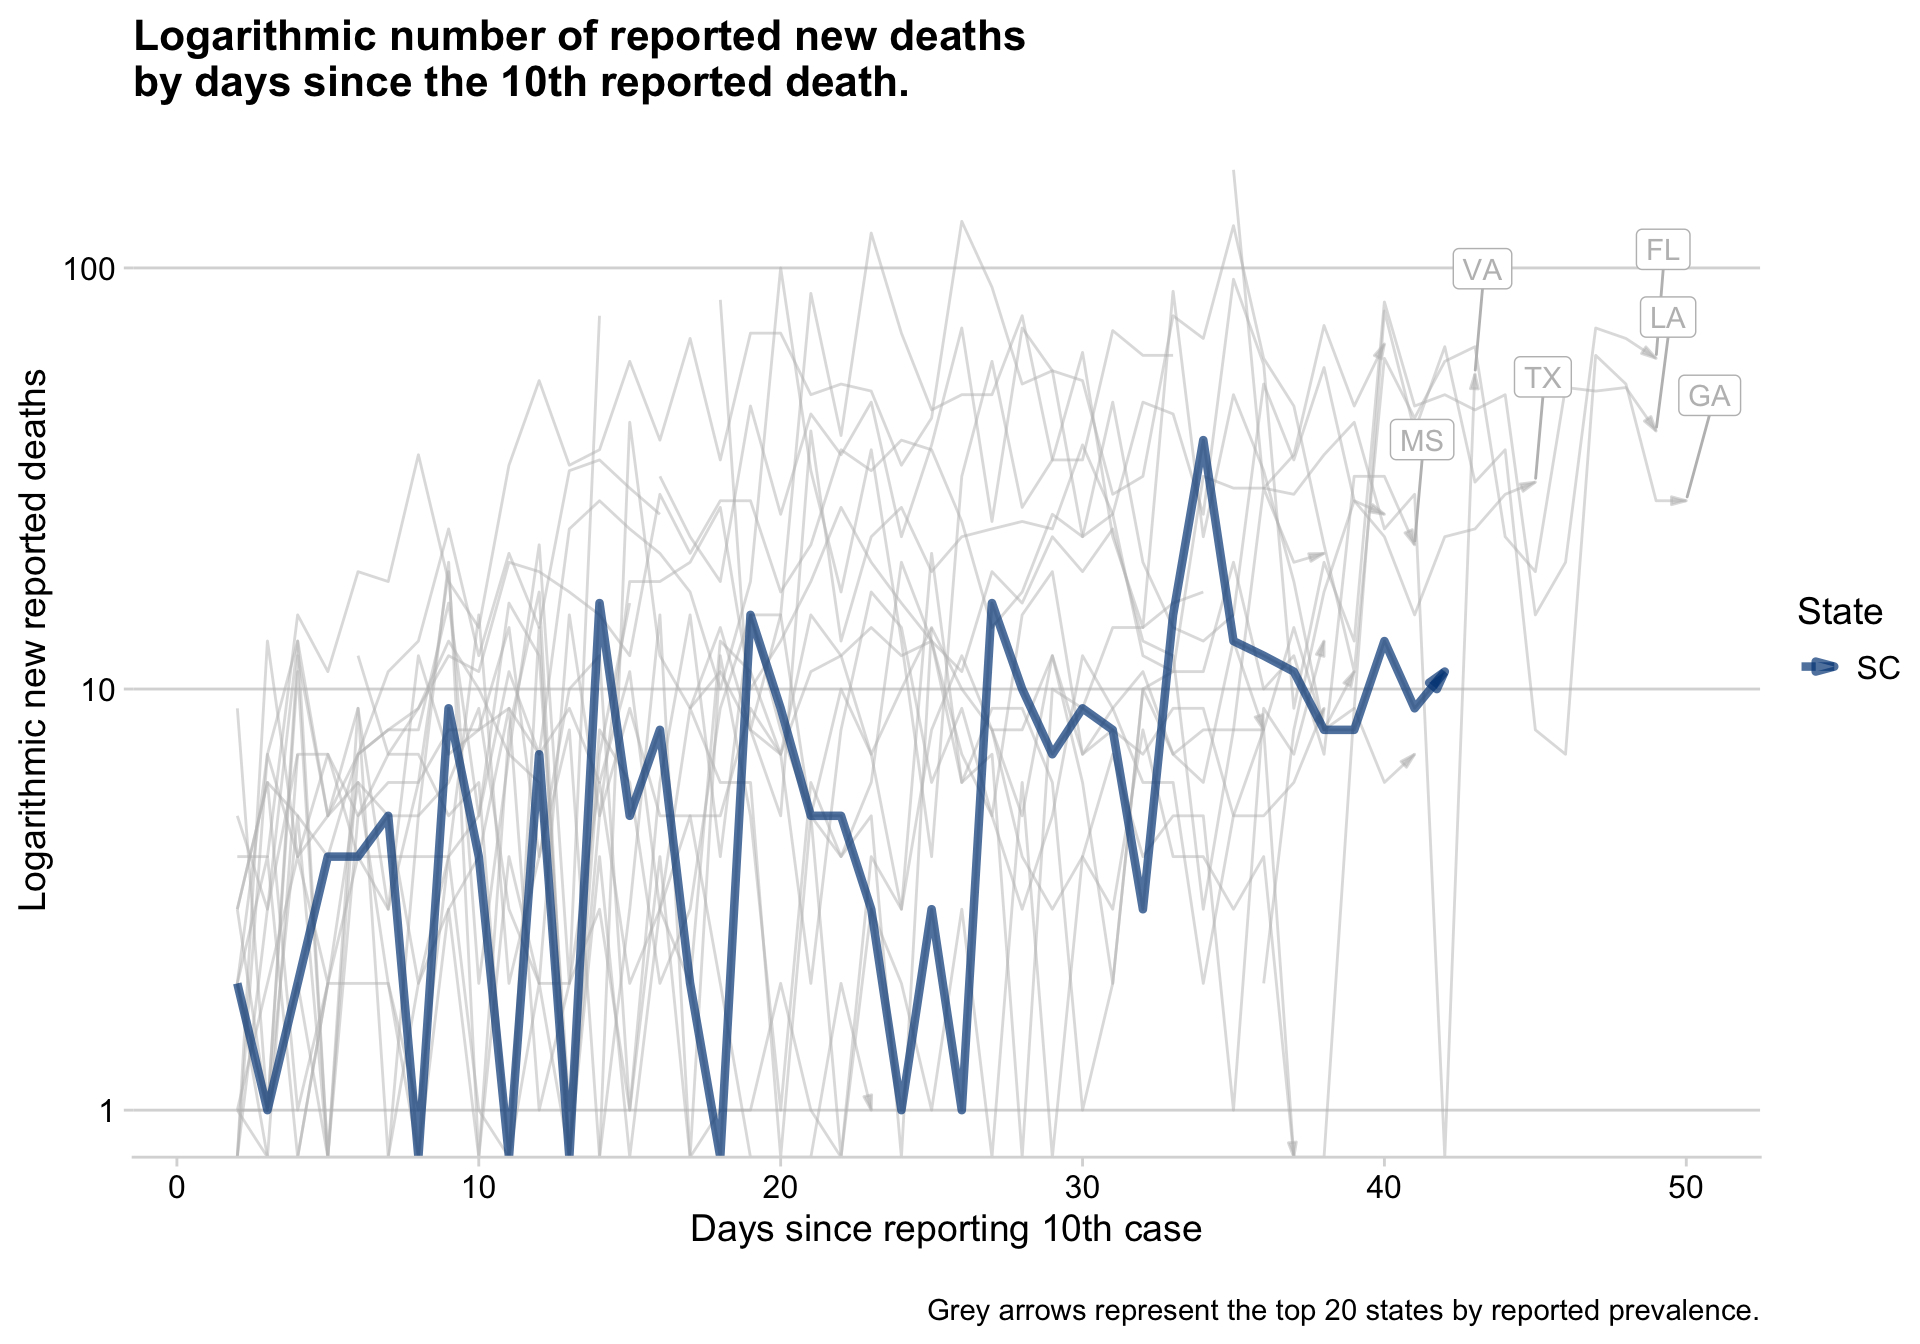 Logarithmic number of reported new deaths
by days since the 10th reported death.
Logarithmic new reported deaths
100
10
1
VA
FL
LA
TX
GA
MS
State
SC
0 10 20 30 40 50
Days since reporting 10th case
Grey arrows represent the top 20 states by reported prevalence.